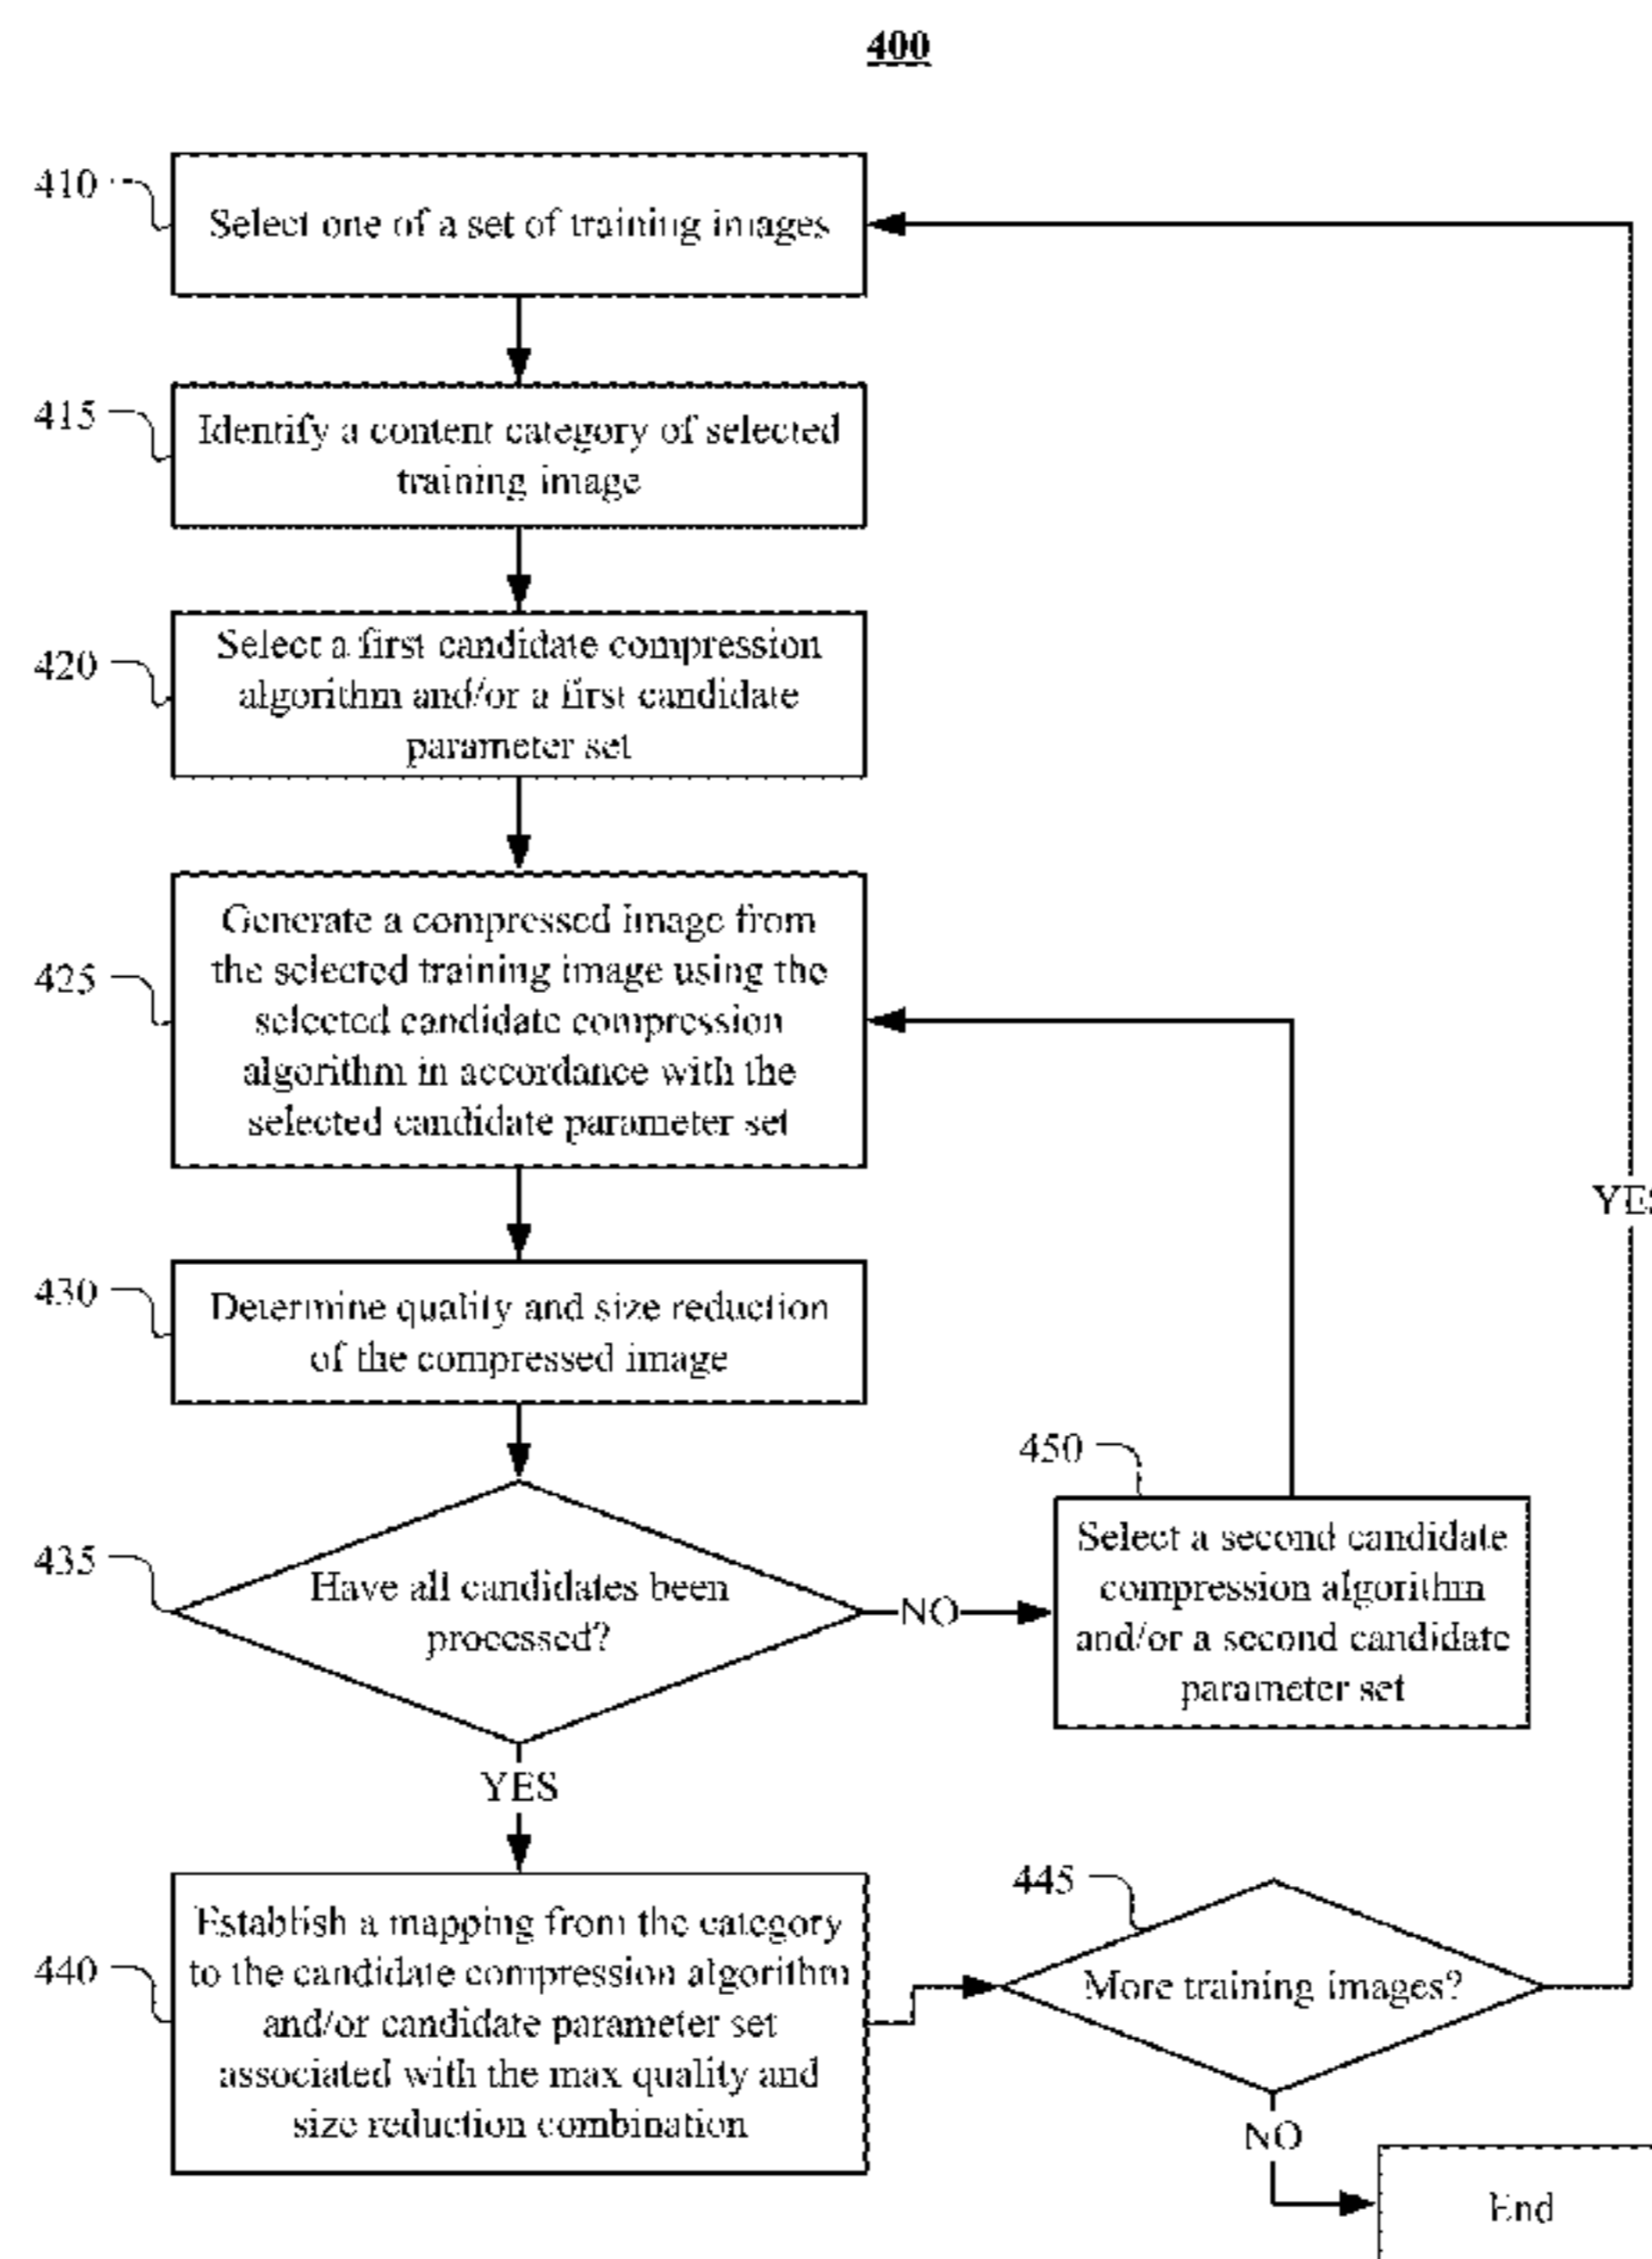 400
410
Select one of a set of training images
415
Identify a content category of selected
training image
420
Select a first candidate compression
algorithm and/or a first candidate
parameter set
425
Generate a compressed image from
the selected training image using the
selected candidate compression
algorithm in accordance with the
selected candidate parameter set
YES
430
Determine quality and size reduction
of the compressed image
450
Select a second candidate
compression algorithm
and/or a second candidate
parameter set
435
Have all candidates been
processed?
NO
YES
440
Establish a mapping from the category
to the candidate compression algorithm
and/or candidate parameter set
associated with the max quality and
size reduction combination
445
More training images?
NO
End